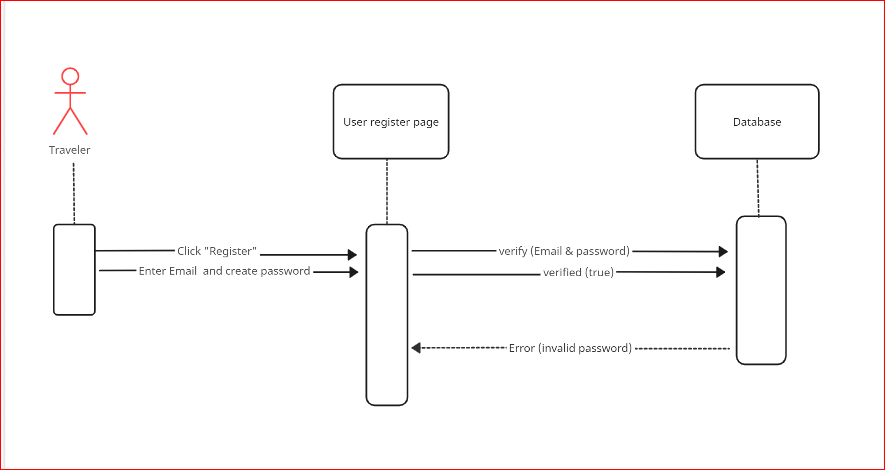 User register page
Database
Traveler
Click "Register"
verify (Email & password)
Enter Email and create password
verified (true)
Error (invalid password)